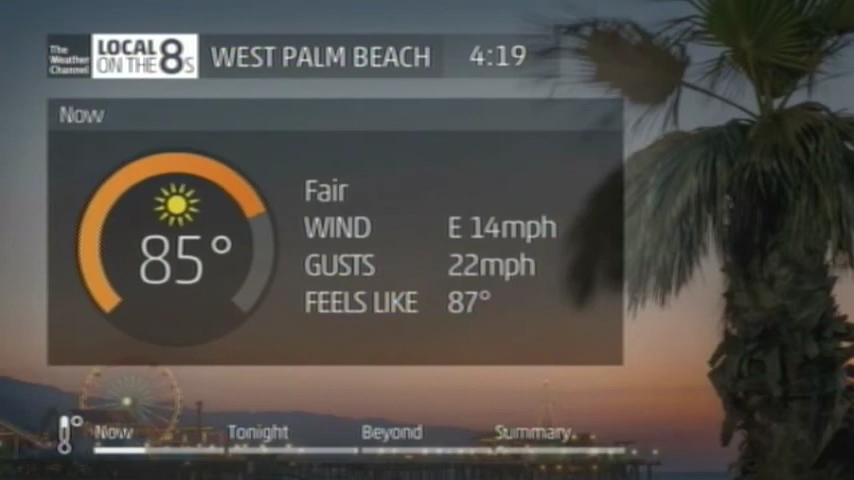 The Weather Channel
LOCAL ON THE 8s
WEST PALM BEACH
4:19
Now
85°
Fair
WIND E 14mph
GUSTS 22mph
FEELS LIKE 87°
Now Tonight Beyond Summary